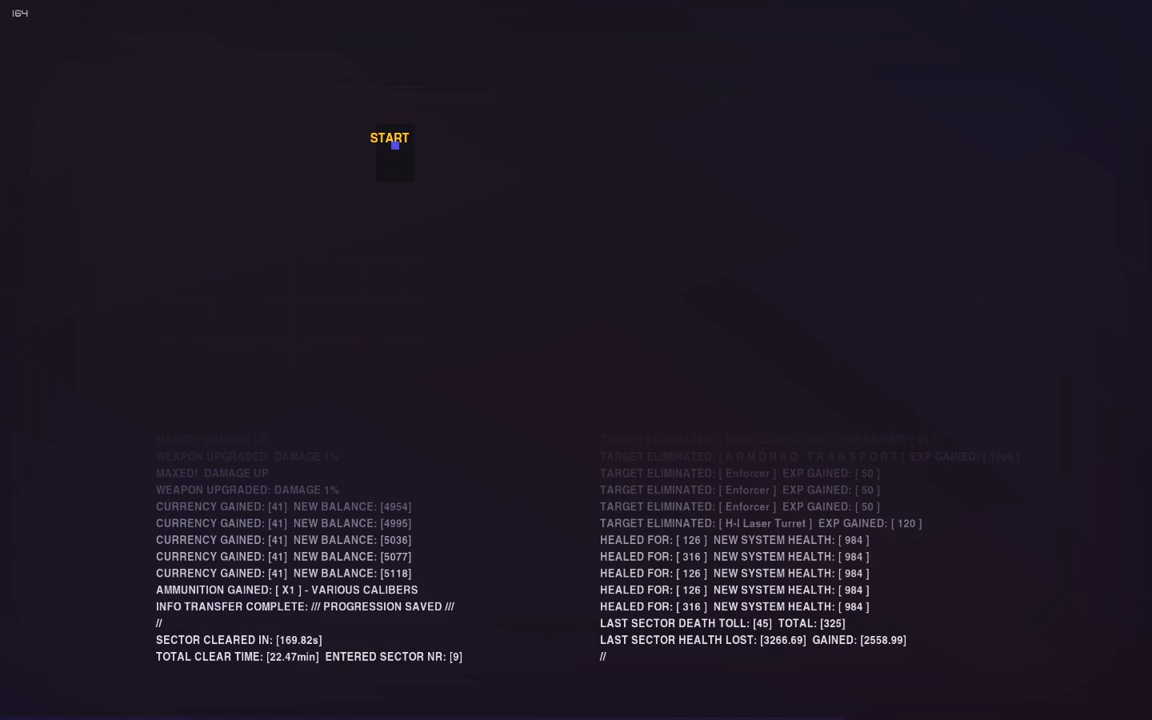 164
START
MAXED! DAMAGE UP
WEAPON UPGRADED: DAMAGE 1%
MAXED! DAMAGE UP
WEAPON UPGRADED: DAMAGE 1%
CURRENCY GAINED: [41] NEW BALANCE: [4954]
CURRENCY GAINED: [41] NEW BALANCE: [4995]
CURRENCY GAINED: [41] NEW BALANCE: [5036]
CURRENCY GAINED: [41] NEW BALANCE: [5077]
CURRENCY GAINED: [41] NEW BALANCE: [5118]
AMMUNITION GAINED: [ X1 ] - VARIOUS CALIBERS
INFO TRANSFER COMPLETE: /// PROGRESSION SAVED ///
//
SECTOR CLEARED IN: [169.82s]
TOTAL CLEAR TIME: [22.47min] ENTERED SECTOR NR: [9]
TARGET ELIMINATED: [
TARGET ELIMINATED: [ A R M O R E D T R A N S P O R T ] EXP GAINED: [ 1000 ]
TARGET ELIMINATED: [ Enforcer ] EXP GAINED: [ 50 ]
TARGET ELIMINATED: [ Enforcer ] EXP GAINED: [ 50 ]
TARGET ELIMINATED: [ Enforcer ] EXP GAINED: [ 50 ]
TARGET ELIMINATED: [ H-I Laser Turret ] EXP GAINED: [ 120 ]
HEALED FOR: [ 126 ] NEW SYSTEM HEALTH: [ 984 ]
HEALED FOR: [ 316 ] NEW SYSTEM HEALTH: [ 984 ]
HEALED FOR: [ 126 ] NEW SYSTEM HEALTH: [ 984 ]
HEALED FOR: [ 126 ] NEW SYSTEM HEALTH: [ 984 ]
HEALED FOR: [ 316 ] NEW SYSTEM HEALTH: [ 984 ]
LAST SECTOR DEATH TOLL: [45] TOTAL: [325]
LAST SECTOR HEALTH LOST: [3266.69] GAINED: [2558.99]
//